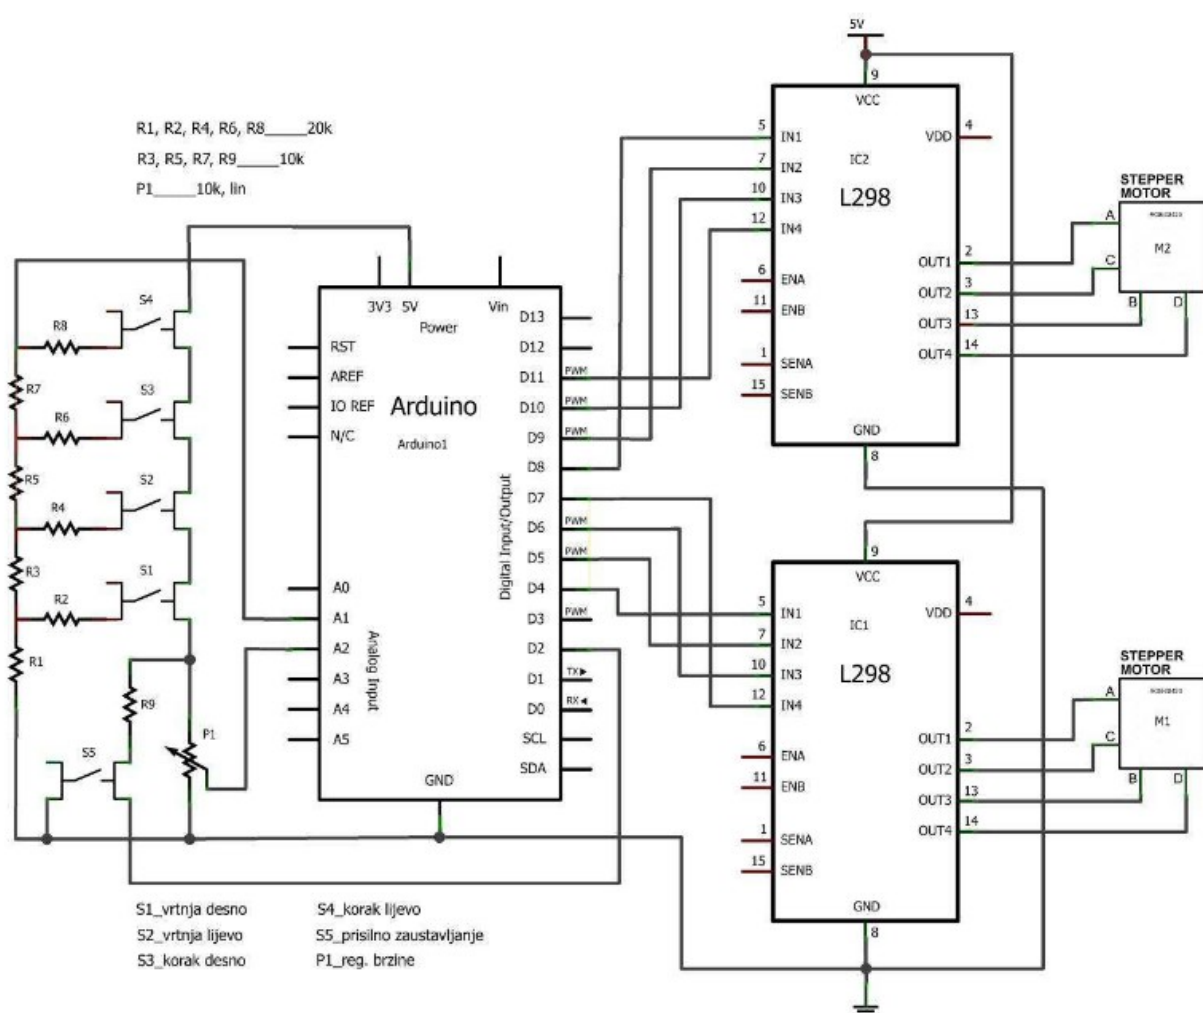 5V
R1, R2, R4, R6, R8_____20k
R3, R5, R7, R9_____10k
P1_____10k, lin
S4
R8
R7
S3
R6
R5
S2
R4
R3
S1
R2
R1
R9
P1
S5
3V3
5V
Power
Vin
RST
AREF
IO REF
N/C
Arduino
Arduino1
D13
D12
D11 PWM
D10 PWM
D9 PWM
D8
D7
D6 PWM
D5 PWM
D4
D3 PWM
D2
D1 TX▶
D0 RX◀
SCL
SDA
Digital Input/Output
A0
A1
A2
A3
A4
A5
Analog Input
GND
9
VCC
5 IN1
7 IN2
10 IN3
12 IN4
6 ENA
11 ENB
1 SENA
15 SENB
IC2
L298
VDD 4
OUT1 2
OUT2 3
OUT3 13
OUT4 14
GND
8
STEPPER
MOTOR
A
C
B
D
M2
9
VCC
5 IN1
7 IN2
10 IN3
12 IN4
6 ENA
11 ENB
1 SENA
15 SENB
IC1
L298
VDD 4
OUT1 2
OUT2 3
OUT3 13
OUT4 14
GND
8
STEPPER
MOTOR
A
C
B
D
M1
S1_vrtnja desno
S2_vrtnja lijevo
S3_korak desno
S4_korak lijevo
S5_prisilno zaustavljanje
P1_reg. brzine